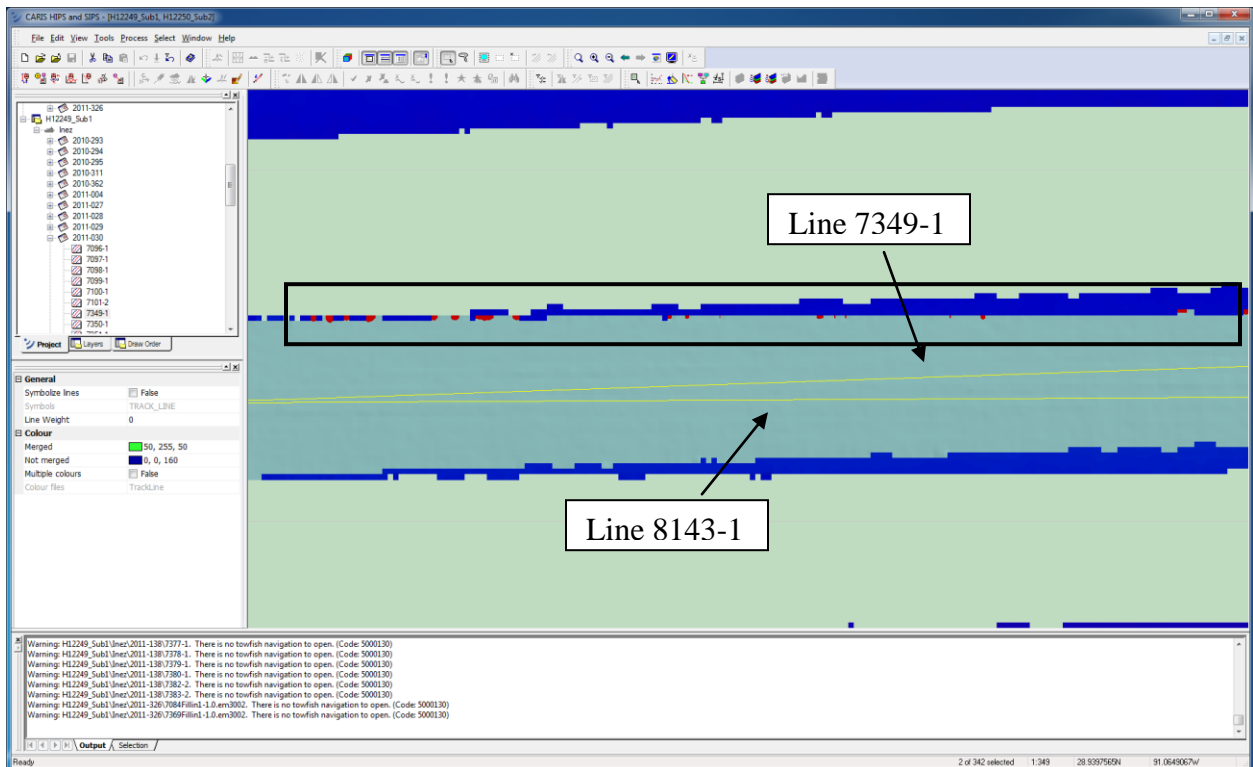 CARIS HIPS and SIPS - [H12249_Sub1, H12250_Sub2]
File Edit View Tools Process Select Window Help
2011-326
H12249_Sub1
Inez
2010-293
2010-294
2010-295
2010-311
2010-362
2011-004
2011-027
2011-028
2011-029
2011-030
7096-1
7097-1
7098-1
7099-1
7100-1
7101-2
7349-1
7350-1
Project Layers Draw Order
Line 7349-1
Line 8143-1
General
Symbolize lines False
Symbols TRACK_LINE
Line Weight 0
Colour
Merged 50, 255, 50
Not merged 0, 0, 160
Multiple colours False
Colour files TrackLine
Warning: H12249_Sub1\Inez\2011-138\7377-1. There is no towfish navigation to open. (Code: 5000130)
Warning: H12249_Sub1\Inez\2011-138\7378-1. There is no towfish navigation to open. (Code: 5000130)
Warning: H12249_Sub1\Inez\2011-138\7379-1. There is no towfish navigation to open. (Code: 5000130)
Warning: H12249_Sub1\Inez\2011-138\7380-1. There is no towfish navigation to open. (Code: 5000130)
Warning: H12249_Sub1\Inez\2011-138\7382-2. There is no towfish navigation to open. (Code: 5000130)
Warning: H12249_Sub1\Inez\2011-138\7383-2. There is no towfish navigation to open. (Code: 5000130)
Warning: H12249_Sub1\Inez\2011-326\7084Fillin1-1.0.em3002. There is no towfish navigation to open. (Code: 5000130)
Warning: H12249_Sub1\Inez\2011-326\7369Fillin1-1.0.em3002. There is no towfish navigation to open. (Code: 5000130)
Output Selection
Ready 2 of 342 selected 1:349 28.9397565N 91.0649067W